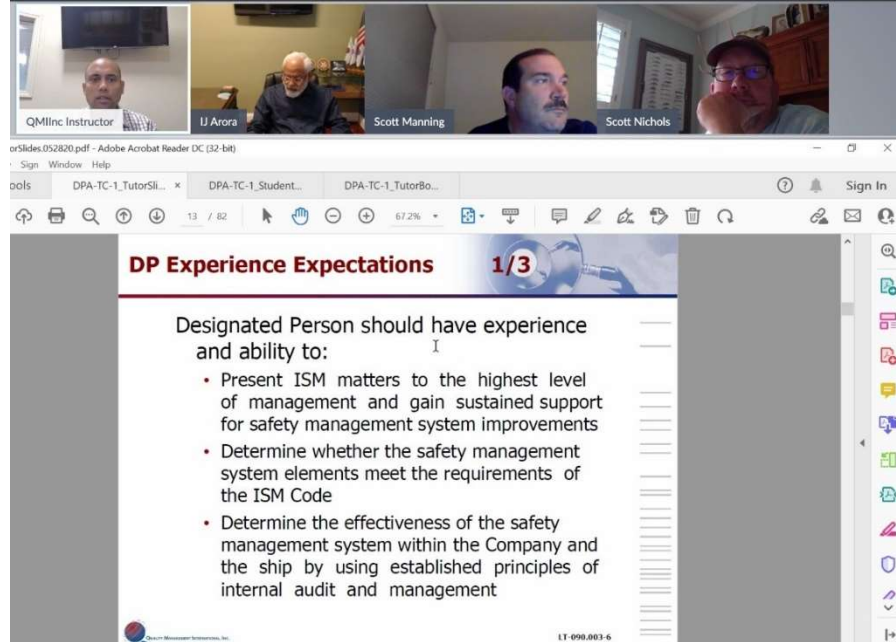 QMIInc Instructor
IJ Arora
Scott Manning
Scott Nichols
orSlides.052820.pdf - Adobe Acrobat Reader DC (32-bit)
Sign Window Help
ools DPA-TC-1_TutorSli... × DPA-TC-1_Student... DPA-TC-1_TutorBo... Sign In
13 / 82 67.2%
DP Experience Expectations 1/3
Designated Person should have experience
and ability to:
• Present ISM matters to the highest level
of management and gain sustained support
for safety management system improvements
• Determine whether the safety management
system elements meet the requirements of
the ISM Code
• Determine the effectiveness of the safety
management system within the Company and
the ship by using established principles of
internal audit and management
Quality Management International, Inc.
LT-090.003-6